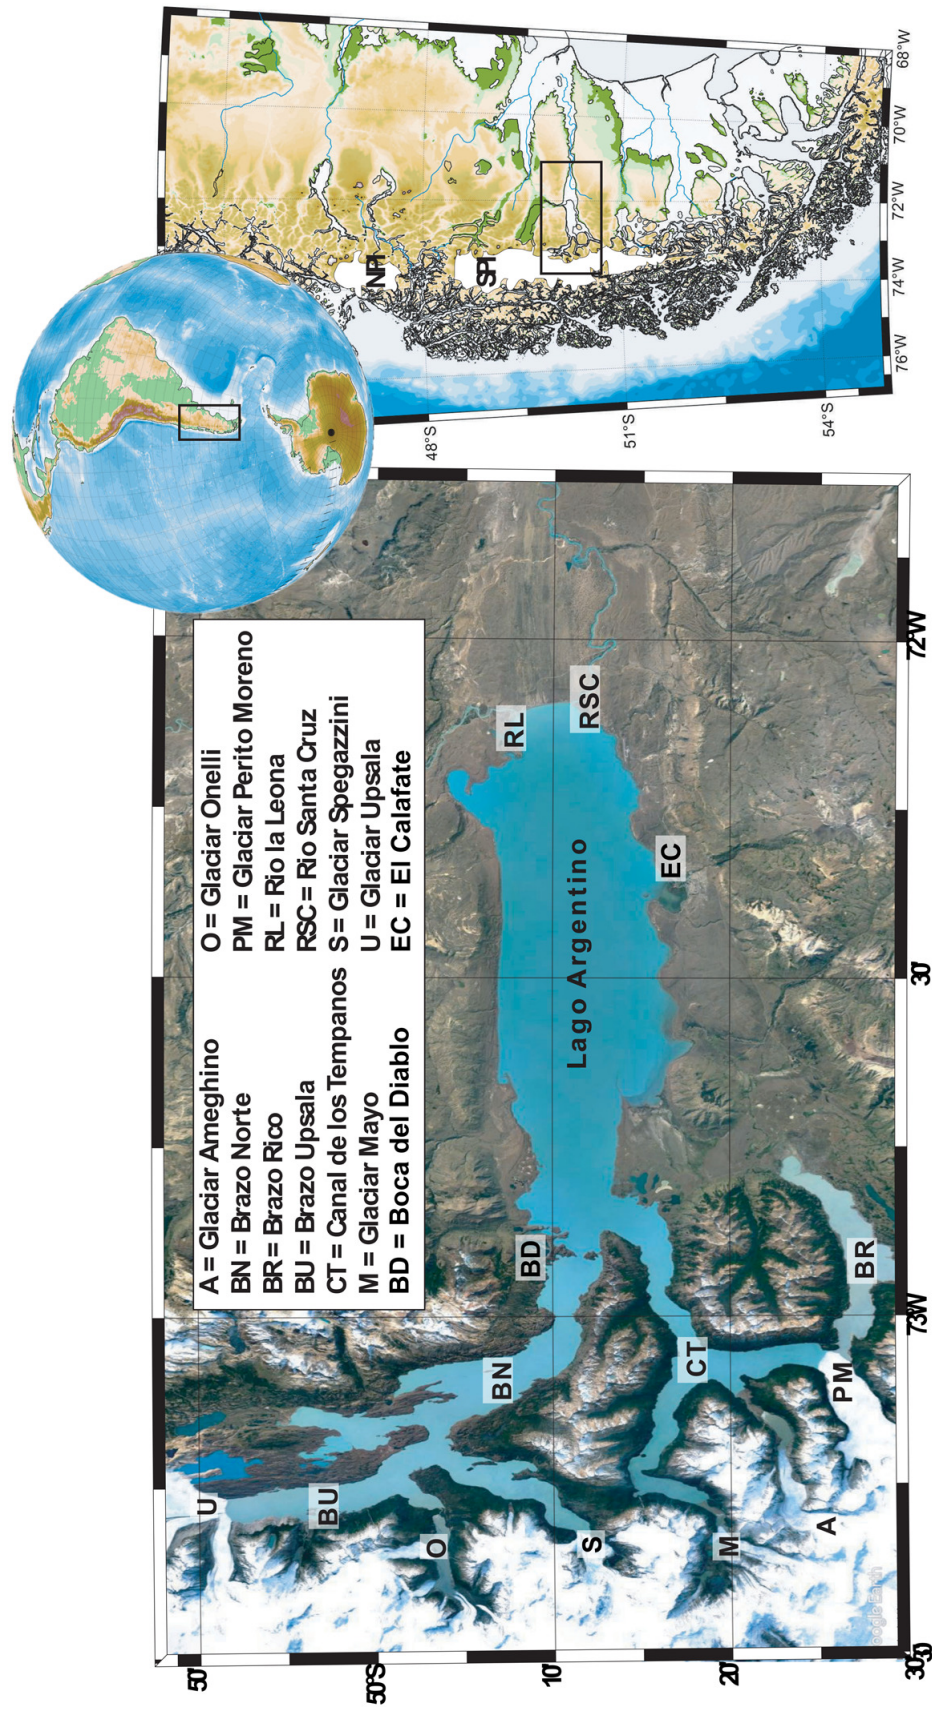 A = Glaciar Ameghino
BN = Brazo Norte
BR = Brazo Rico
BU = Brazo Upsala
CT = Canal de los Tempanos
M = Glaciar Mayo
BD = Boca del Diablo
O = Glaciar Onelli
PM = Glaciar Perito Moreno
RL = Rio la Leona
RSC = Rio Santa Cruz
S = Glaciar Spegazzini
U = Glaciar Upsala
EC = El Calafate
U
BU
O
BN
S
BD
M
CT
A
PM
BR
Lago Argentino
EC
RL
RSC
50'
50°S
10'
20'
30'
30'
73°W
30'
72°W
NPI
SPI
48°S
51°S
54°S
76°W
74°W
72°W
70°W
68°W